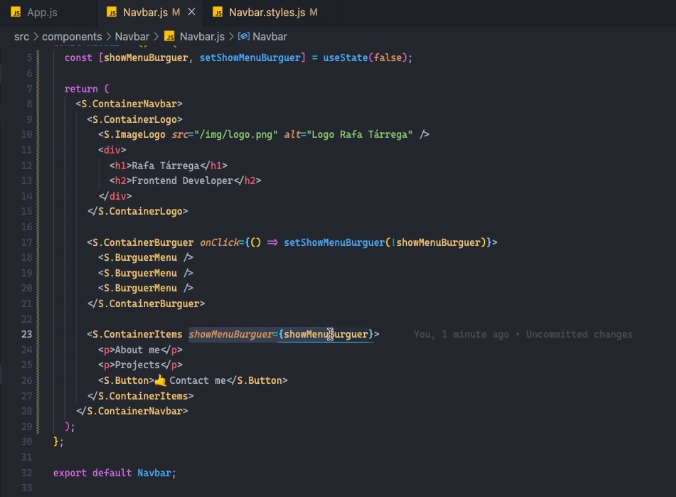 App.js
Navbar.js M
Navbar.styles.js M
src > components > Navbar > Navbar.js > Navbar
5 const [showMenuBurguer, setShowMenuBurguer] = useState(false);
6
7 return (
8 <S.ContainerNavbar>
9 <S.ContainerLogo>
10 <S.ImageLogo src="/img/logo.png" alt="Logo Rafa Tárrega" />
11 <div>
12 <h1>Rafa Tárrega</h1>
13 <h2>Frontend Developer</h2>
14 </div>
15 </S.ContainerLogo>
16
17 <S.ContainerBurguer onClick={() => setShowMenuBurguer(!showMenuBurguer)}>
18 <S.BurguerMenu />
19 <S.BurguerMenu />
20 <S.BurguerMenu />
21 </S.ContainerBurguer>
22
23 <S.ContainerItems showMenuBurguer={showMenuBurguer}> You, 1 minute ago • Uncommitted changes
24 <p>About me</p>
25 <p>Projects</p>
26 <S.Button>🤙 Contact me</S.Button>
27 </S.ContainerItems>
28 </S.ContainerNavbar>
29 );
30 };
31
32 export default Navbar;
33